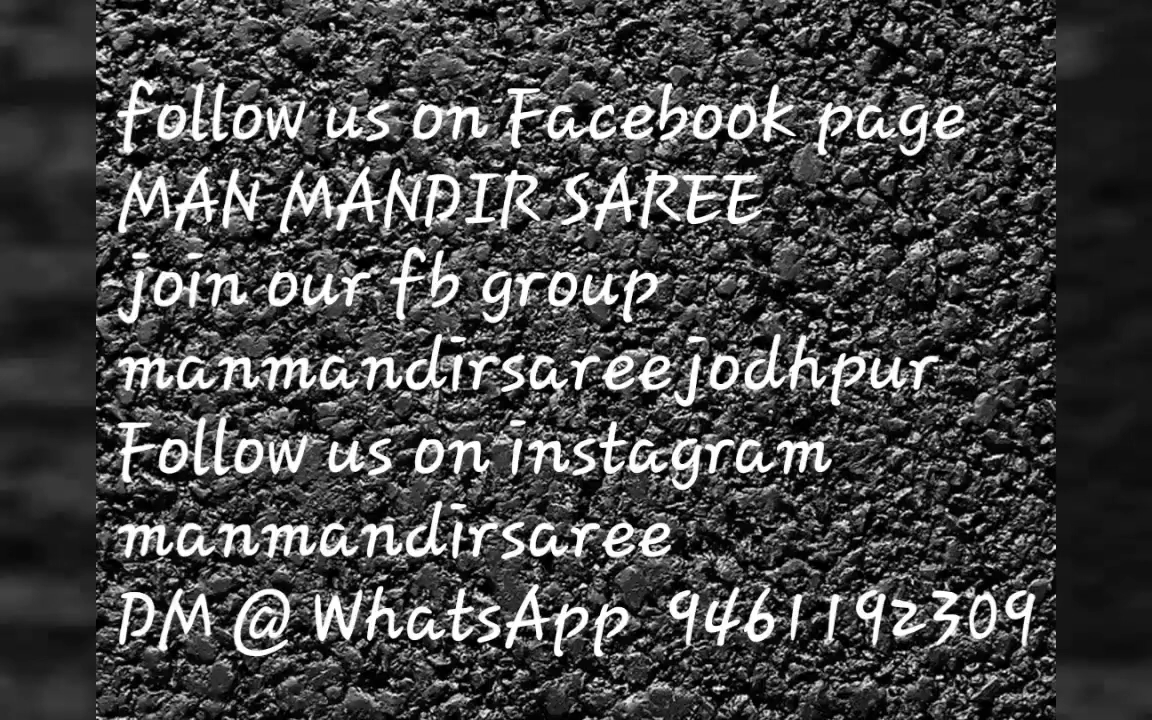 follow us on Facebook page
MAN MANDIR SAREE
join our fb group
manmandirsareejodhpur
Follow us on instagram
manmandirsaree
DM @ WhatsApp 9461192309